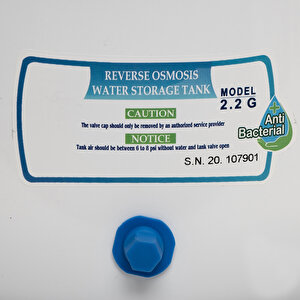 REVERSE OSMOSIS
WATER STORAGE TANK
MODEL
2.2 G
CAUTION
The valve cap should only be removed by an authorized service provider
NOTICE
Tank air should be between 6 to 8 psi without water and tank valve open
Anti
Bacterial
S.N. 20. 107901